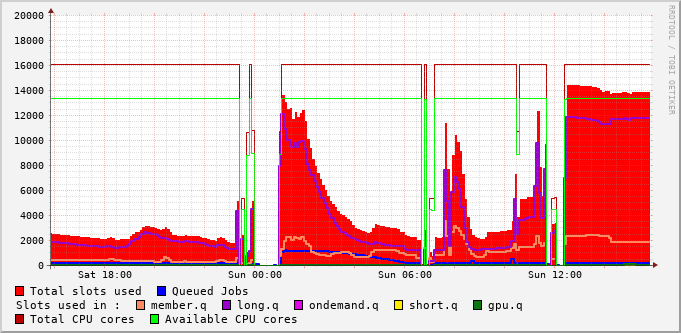 20000
18000
16000
14000
12000
10000
8000
6000
4000
2000
0
Sat 18:00 Sun 00:00 Sun 06:00 Sun 12:00
Total slots used Queued Jobs
Slots used in : member.q long.q ondemand.q short.q gpu.q
Total CPU cores Available CPU cores
RRDTOOL / TOBI OETIKER